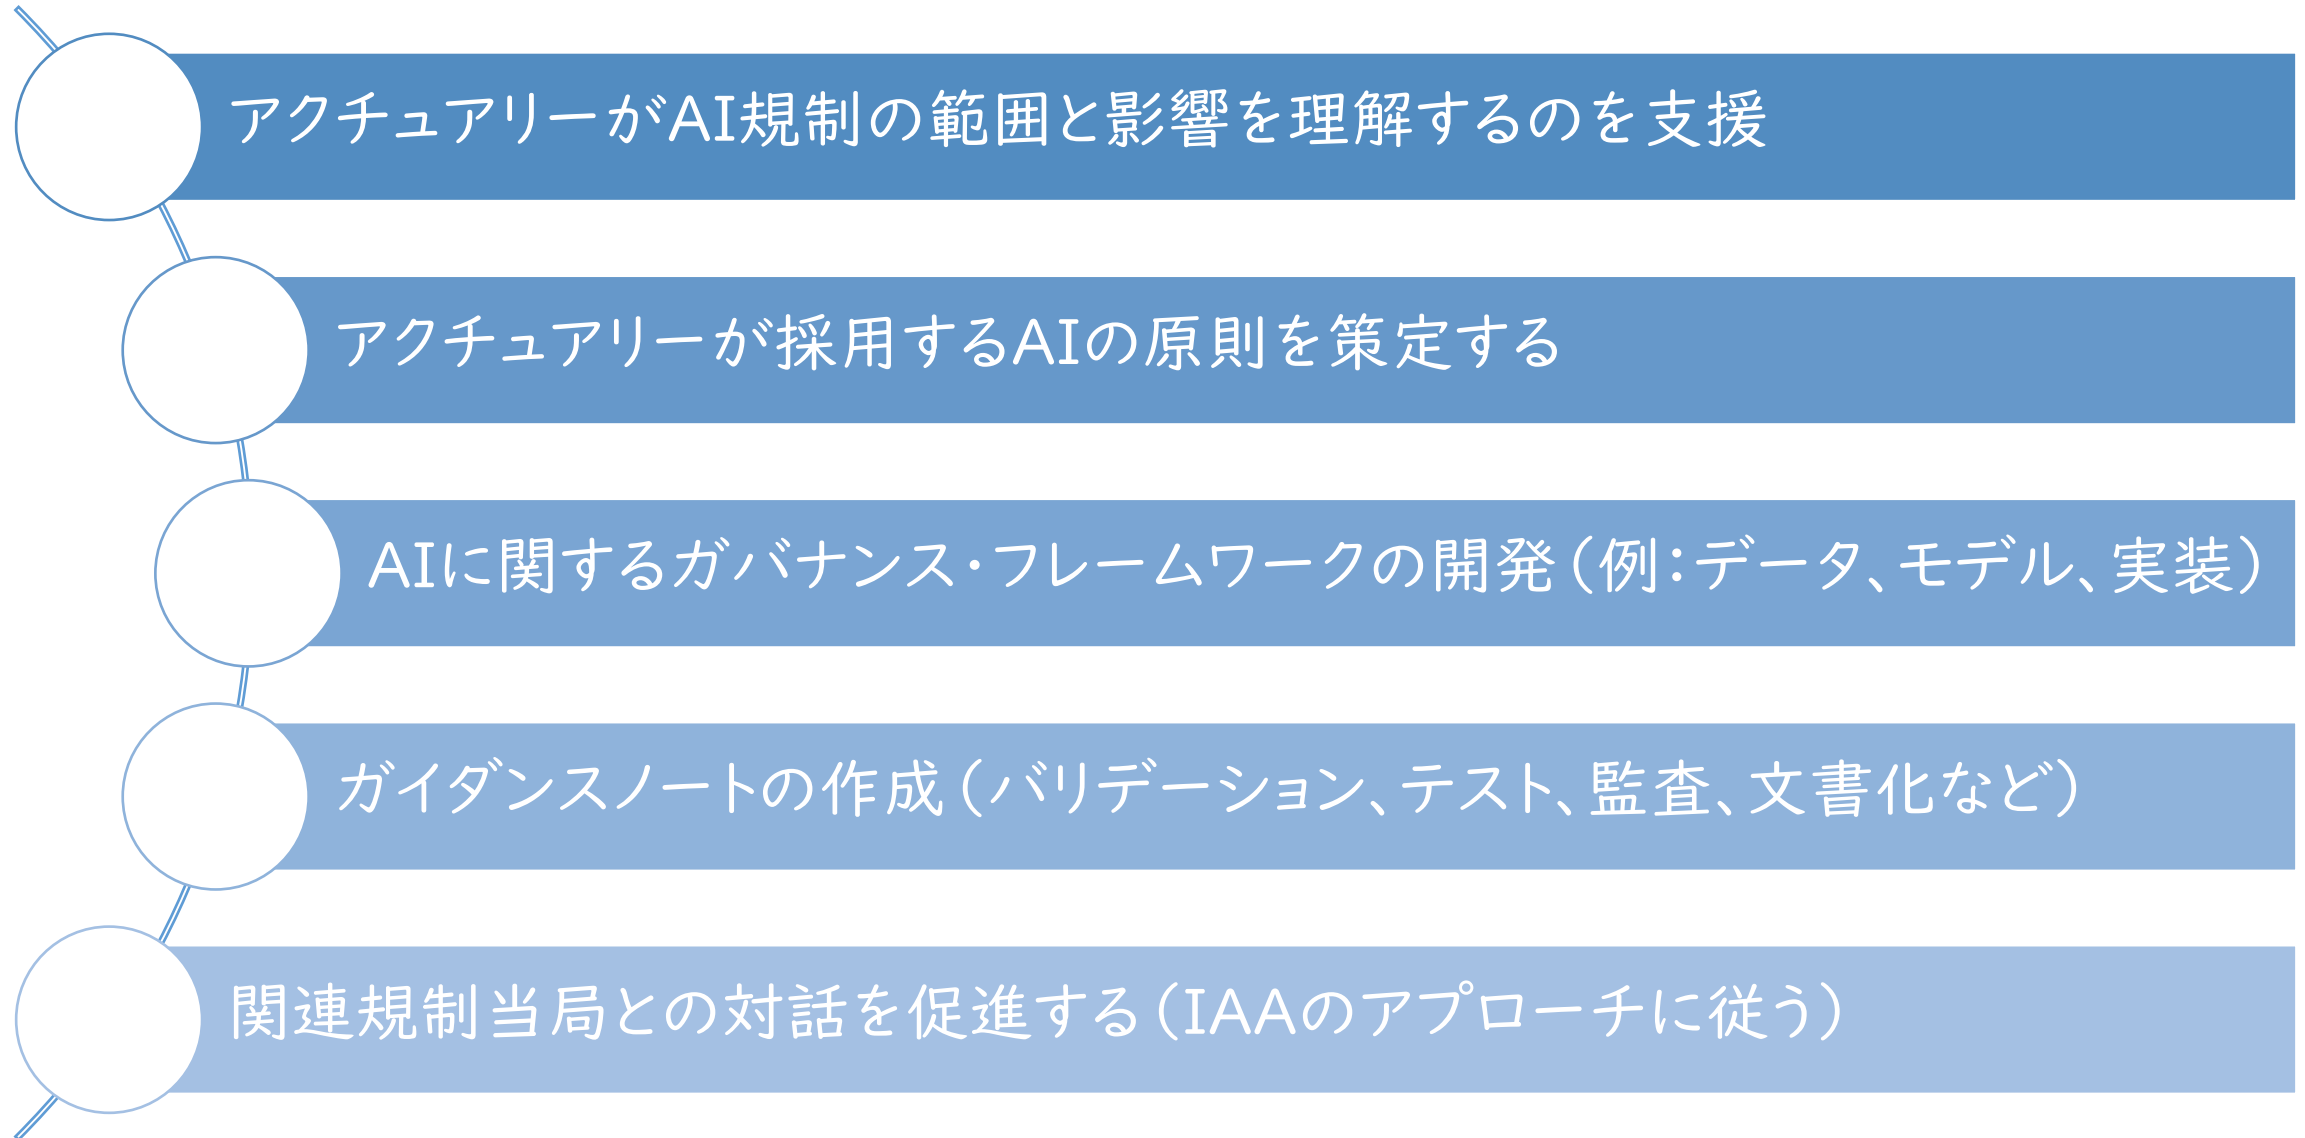 アクチュアリーがAI規制の範囲と影響を理解するのを支援
アクチュアリーが採用するAIの原則を策定する
AIに関するガバナンス・フレームワークの開発(例:データ、モデル、実装)
ガイダンスノートの作成(バリデーション、テスト、監査、文書化など)
関連規制当局との対話を促進する(IAAのアプローチに従う)